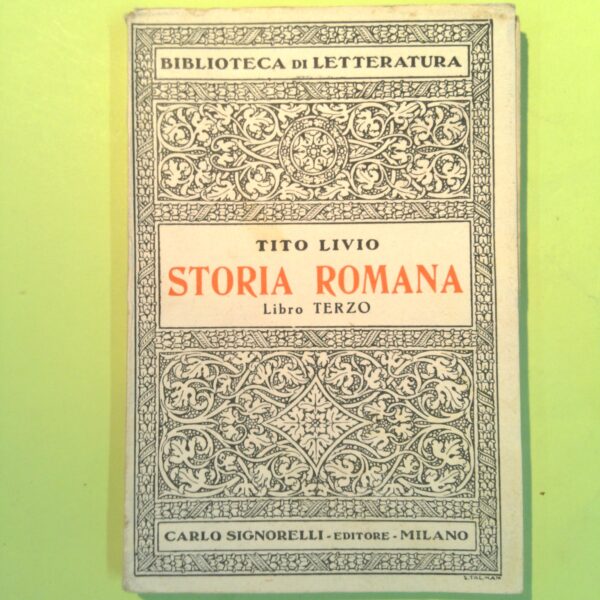 BIBLIOTECA DI LETTERATURA
TITO LIVIO
STORIA ROMANA
Libro TERZO
CARLO SIGNORELLI - EDITORE - MILANO